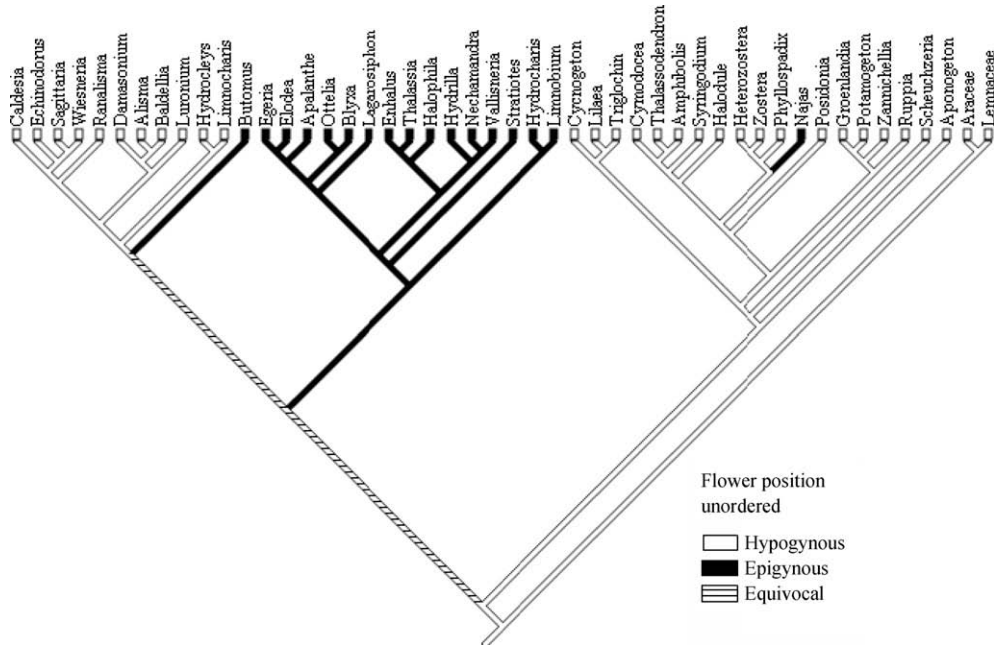 Caldesia
Echinodorus
Sagittaria
Wiesneria
Ranalisma
Damasonium
Alisma
Baldellia
Luronium
Hydrocleys
Limnocharis
Butomus
Egeria
Elodea
Apalanthe
Ottelia
Blyxa
Lagarosiphon
Enhalus
Thalassia
Halophila
Hydrilla
Nechamandra
Vallisneria
Stratiotes
Hydrocharis
Limnobium
Cycnogeton
Lilaea
Triglochin
Cymodocea
Thalassodendron
Amphibolis
Syringodium
Halodule
Heterozostera
Zostera
Phyllospadix
Najas
Posidonia
Groenlandia
Potamogeton
Zannichellia
Ruppia
Scheuchzeria
Aponogeton
Araceae
Lemnaceae
Flower position
unordered
Hypogynous
Epigynous
Equivocal